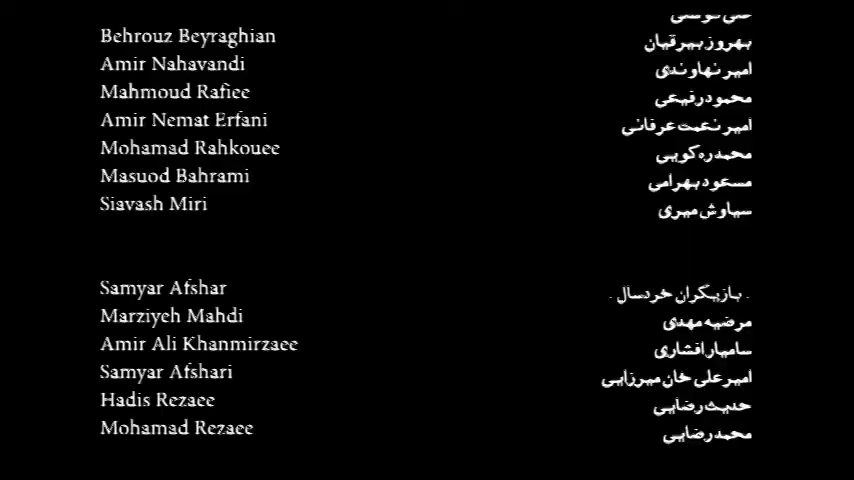 Behrouz Beyraghian
بهروز بیرقیان
Amir Nahavandi
امیر نهاوندی
Mahmoud Rafiee
محمود رفیعی
Amir Nemat Erfani
امیر نعمت عرفانی
Mohamad Rahkouee
محمد ره کویی
Masuod Bahrami
مسعود بهرامی
Siavash Miri
سیاوش میری
Samyar Afshar
. بازیگران خردسال .
Marziyeh Mahdi
مرضیه مهدی
Amir Ali Khanmirzaee
سامیار افشاری
Samyar Afshari
امیر علی خان میرزایی
Hadis Rezaee
حدیث رضایی
Mohamad Rezaee
محمد رضایی